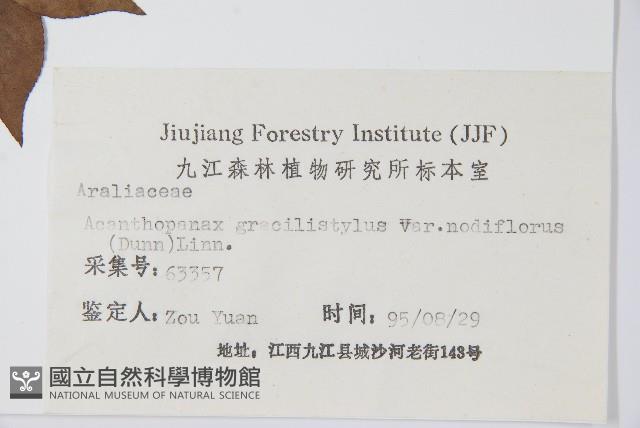 Jiujiang Forestry Institute (JJF)
九江森林植物研究所标本室
Araliaceae
Acanthopanax gracilistylus Var.nodiflorus
(Dunn)Linn.
采集号: 63357
鉴定人: Zou Yuan 时间: 95/08/29
地址: 江西九江县城沙河老街143号
國立自然科學博物館
NATIONAL MUSEUM OF NATURAL SCIENCE